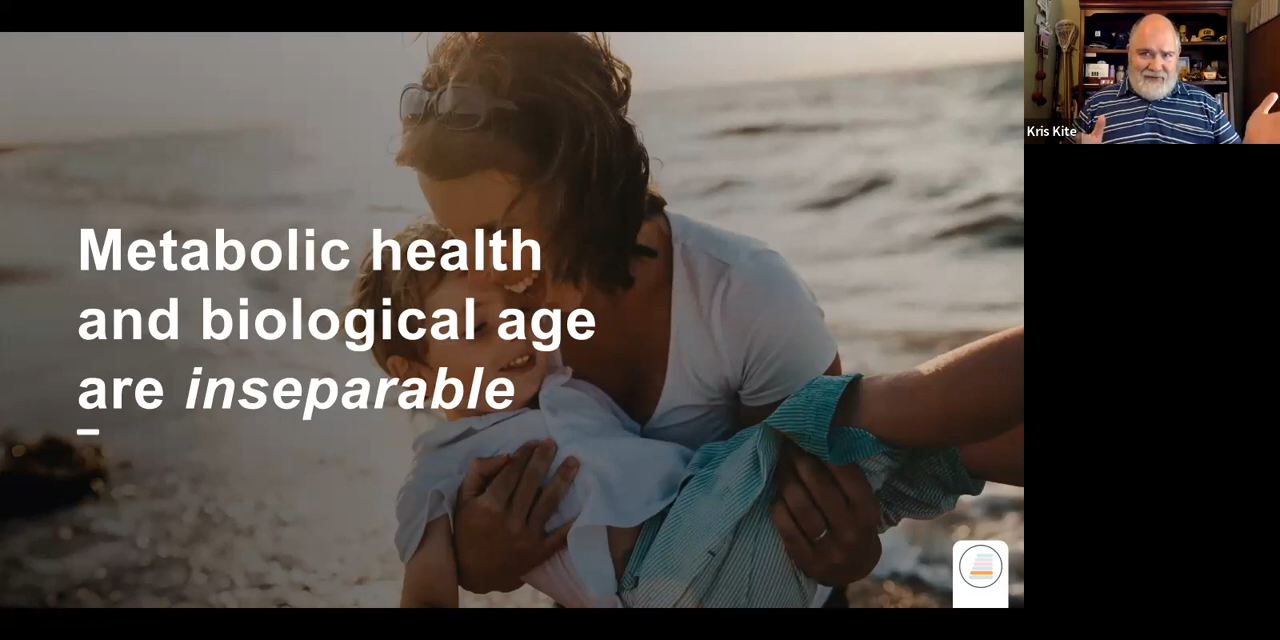 Metabolic health
and biological age
are inseparable
Kris Kite